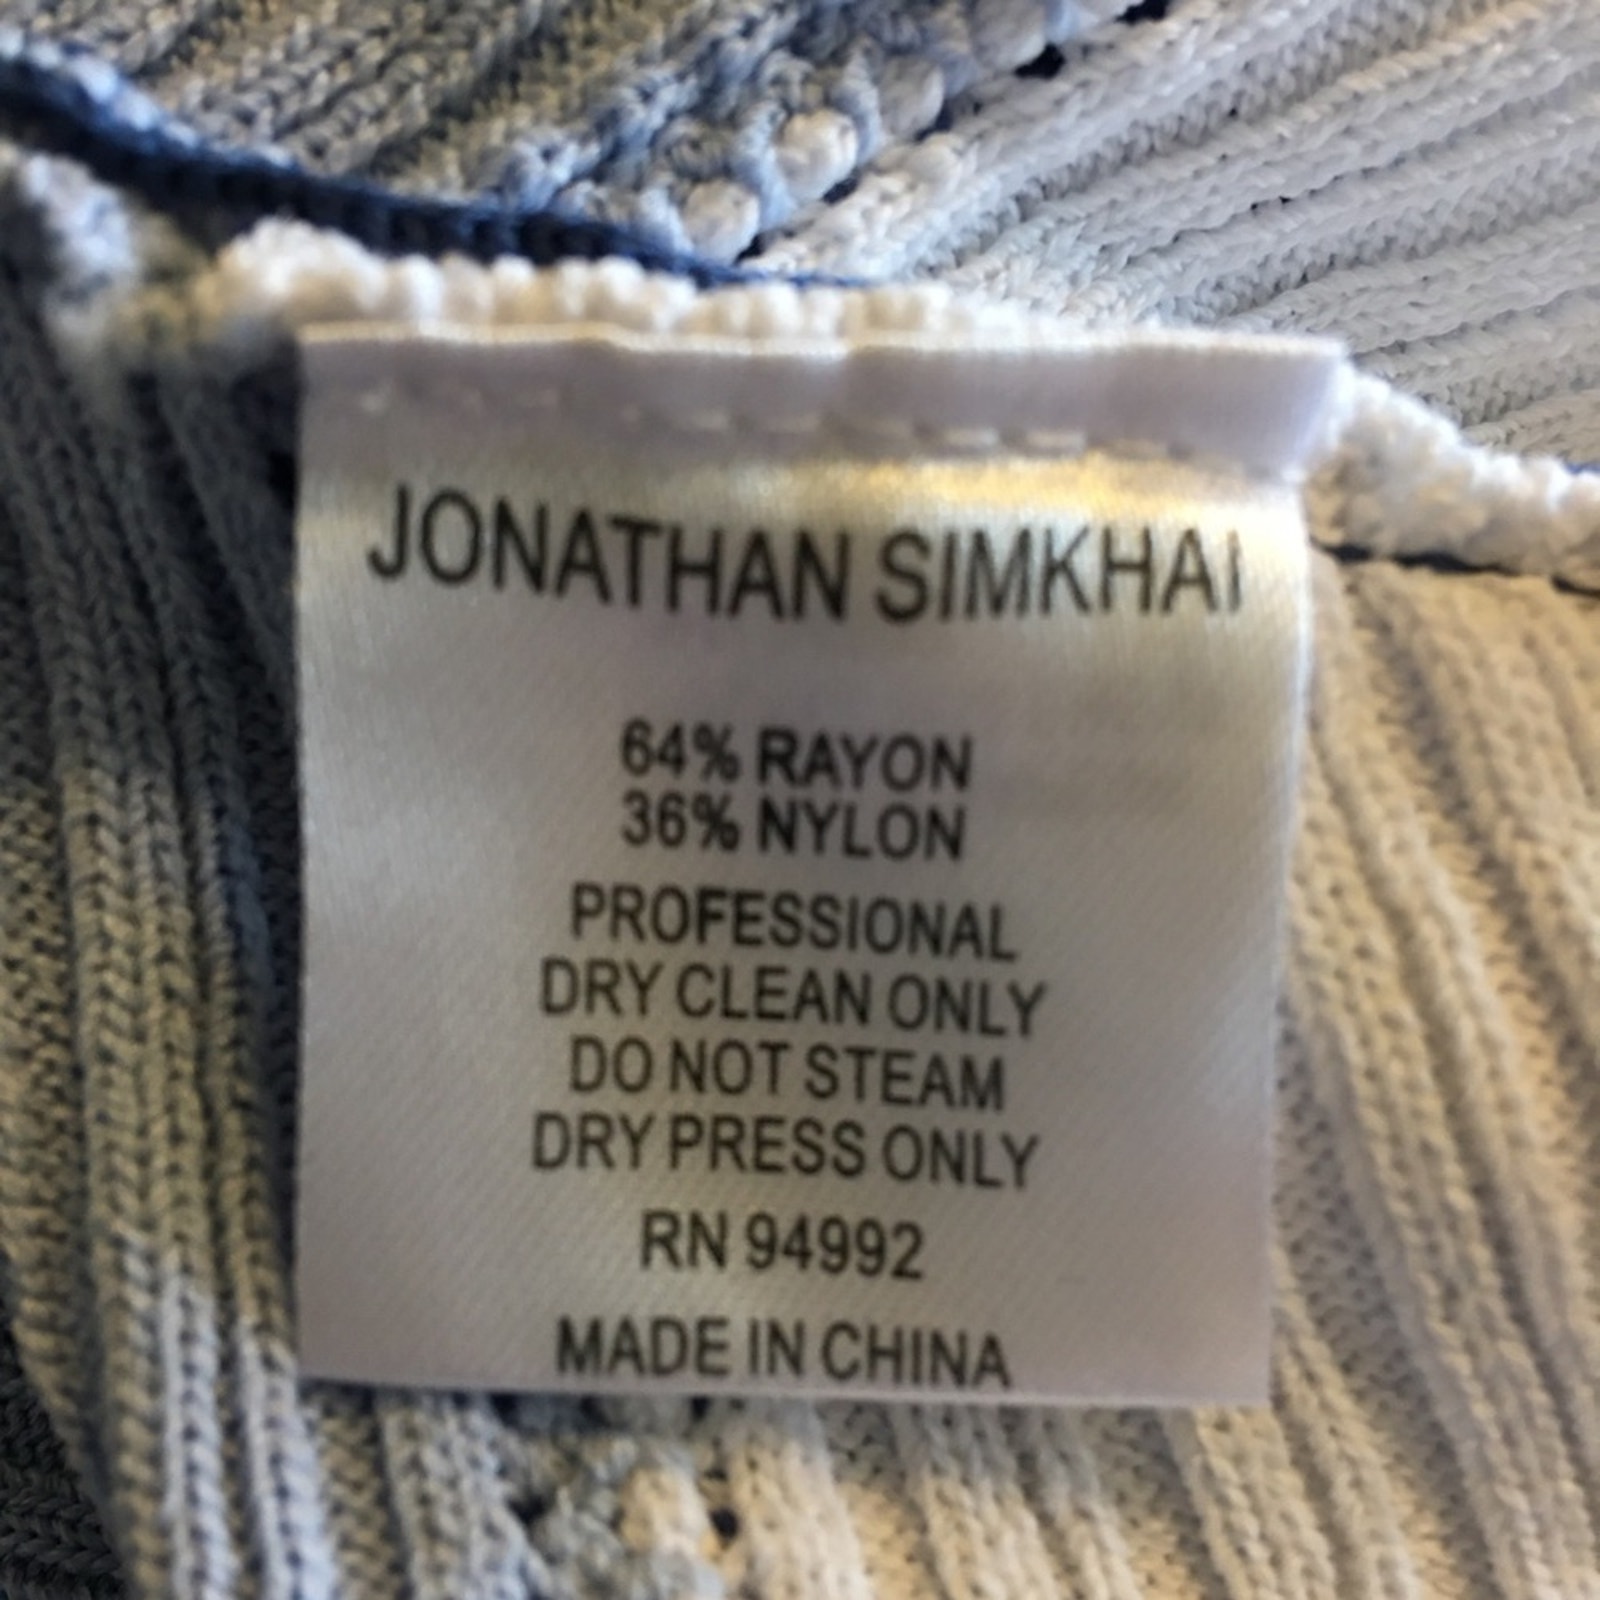 JONATHAN SIMKHAI
64% RAYON
36% NYLON
PROFESSIONAL
DRY CLEAN ONLY
DO NOT STEAM
DRY PRESS ONLY
RN 94992
MADE IN CHINA